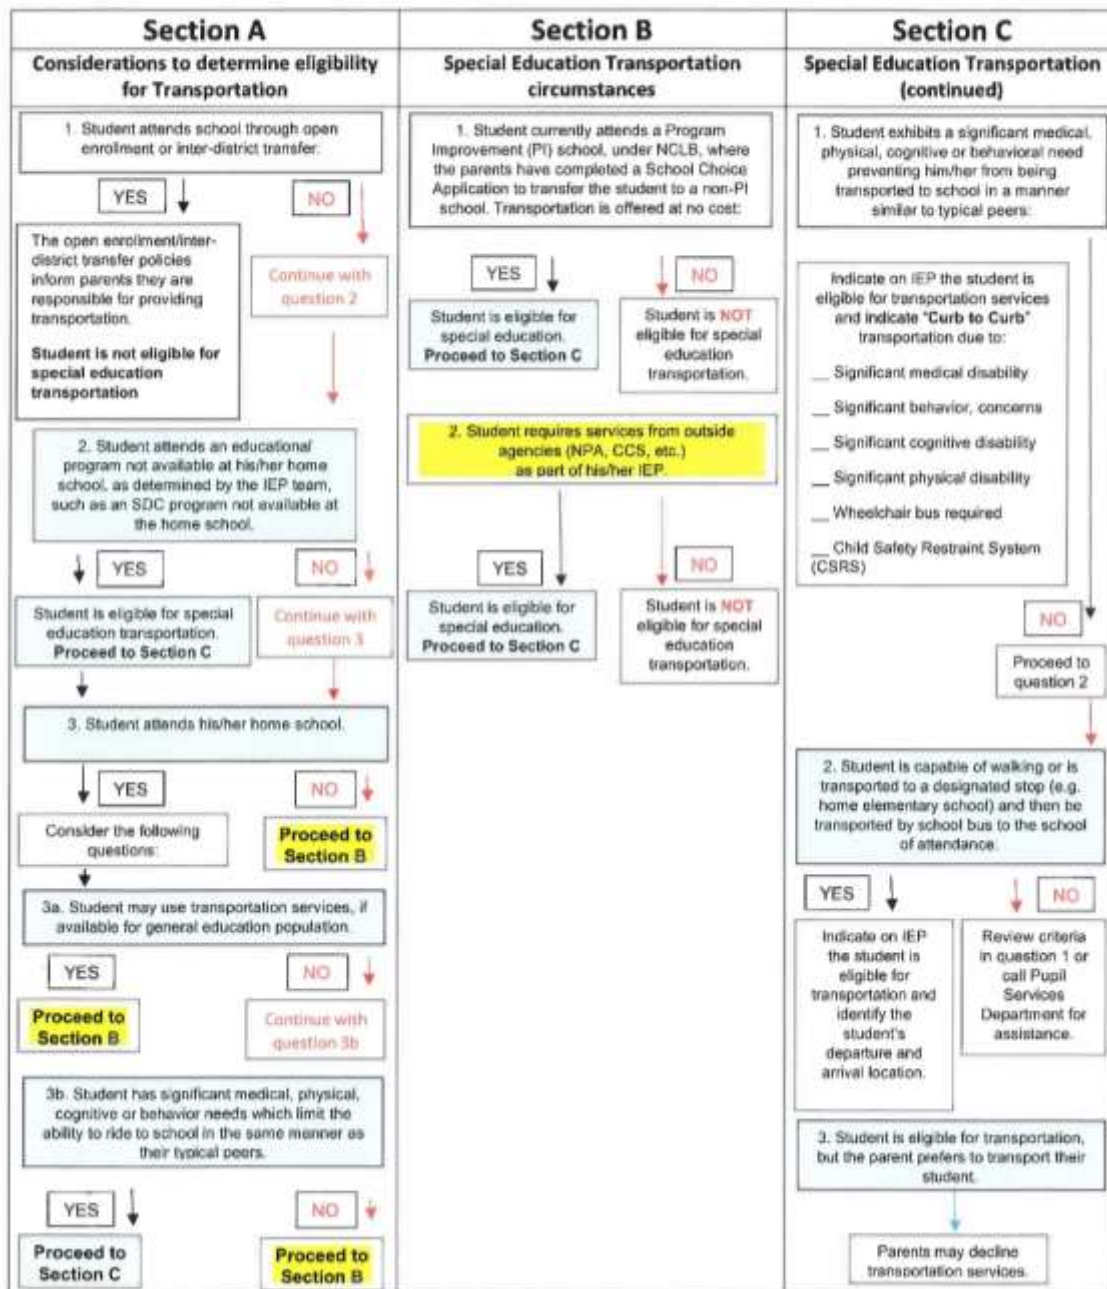 Section A
Considerations to determine eligibility
for Transportation
1. Student attends school through open
enrollment or inter-district transfer:
YES
NO
The open enrollment/inter-
district transfer policies
inform parents they are
responsible for providing
transportation.
Student is not eligible for
special education
transportation
Continue with
question 2
2. Student attends an educational
program not available at his/her home
school, as determined by the IEP team,
such as an SDC program not available at
the home school.
YES
NO
Student is eligible for special
education transportation.
Proceed to Section C
Continue with
question 3
3. Student attends his/her home school.
YES
NO
Consider the following
questions:
Proceed to
Section B
3a. Student may use transportation services, if
available for general education population.
YES
NO
Proceed to
Section B
Continue with
question 3b
3b. Student has significant medical, physical,
cognitive or behavior needs which limit the
ability to ride to school in the same manner as
their typical peers.
YES
NO
Proceed to
Section C
Proceed to
Section B
Section B
Special Education Transportation
circumstances
1. Student currently attends a Program
Improvement (PI) school, under NCLB, where
the parents have completed a School Choice
Application to transfer the student to a non-PI
school. Transportation is offered at no cost:
YES
NO
Student is eligible for
special education.
Proceed to Section C
Student is NOT
eligible for special
education
transportation.
2. Student requires services from outside
agencies (NPA, CCS, etc.)
as part of his/her IEP.
YES
NO
Student is eligible for
special education.
Proceed to Section C
Student is NOT
eligible for special
education
transportation.
Section C
Special Education Transportation
(continued)
1. Student exhibits a significant medical,
physical, cognitive or behavioral need
preventing him/her from being
transported to school in a manner
similar to typical peers:
Indicate on IEP the student is
eligible for transportation services
and indicate "Curb to Curb"
transportation due to:
__ Significant medical disability
__ Significant behavior, concerns
__ Significant cognitive disability
__ Significant physical disability
__ Wheelchair bus required
__ Child Safety Restraint System
(CSRS)
NO
Proceed to
question 2
2. Student is capable of walking or is
transported to a designated stop (e.g.
home elementary school) and then be
transported by school bus to the school
of attendance.
YES
NO
Indicate on IEP
the student is
eligible for
transportation and
identify the
student's
departure and
arrival location.
Review criteria
in question 1 or
call Pupil
Services
Department for
assistance.
3. Student is eligible for transportation,
but the parent prefers to transport their
student.
Parents may decline
transportation services.